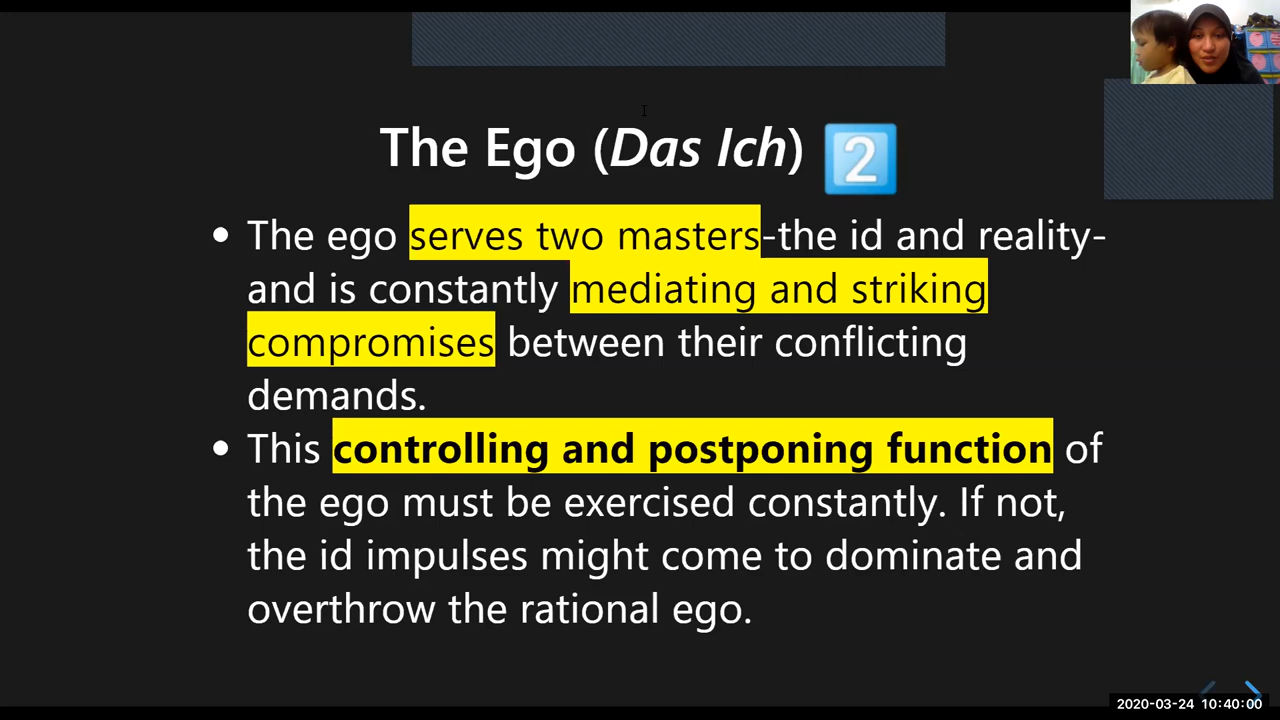 The Ego (Das Ich) 2
• The ego serves two masters-the id and reality-
and is constantly mediating and striking
compromises between their conflicting
demands.
• This controlling and postponing function of
the ego must be exercised constantly. If not,
the id impulses might come to dominate and
overthrow the rational ego.
2020-03-24 10:40:00